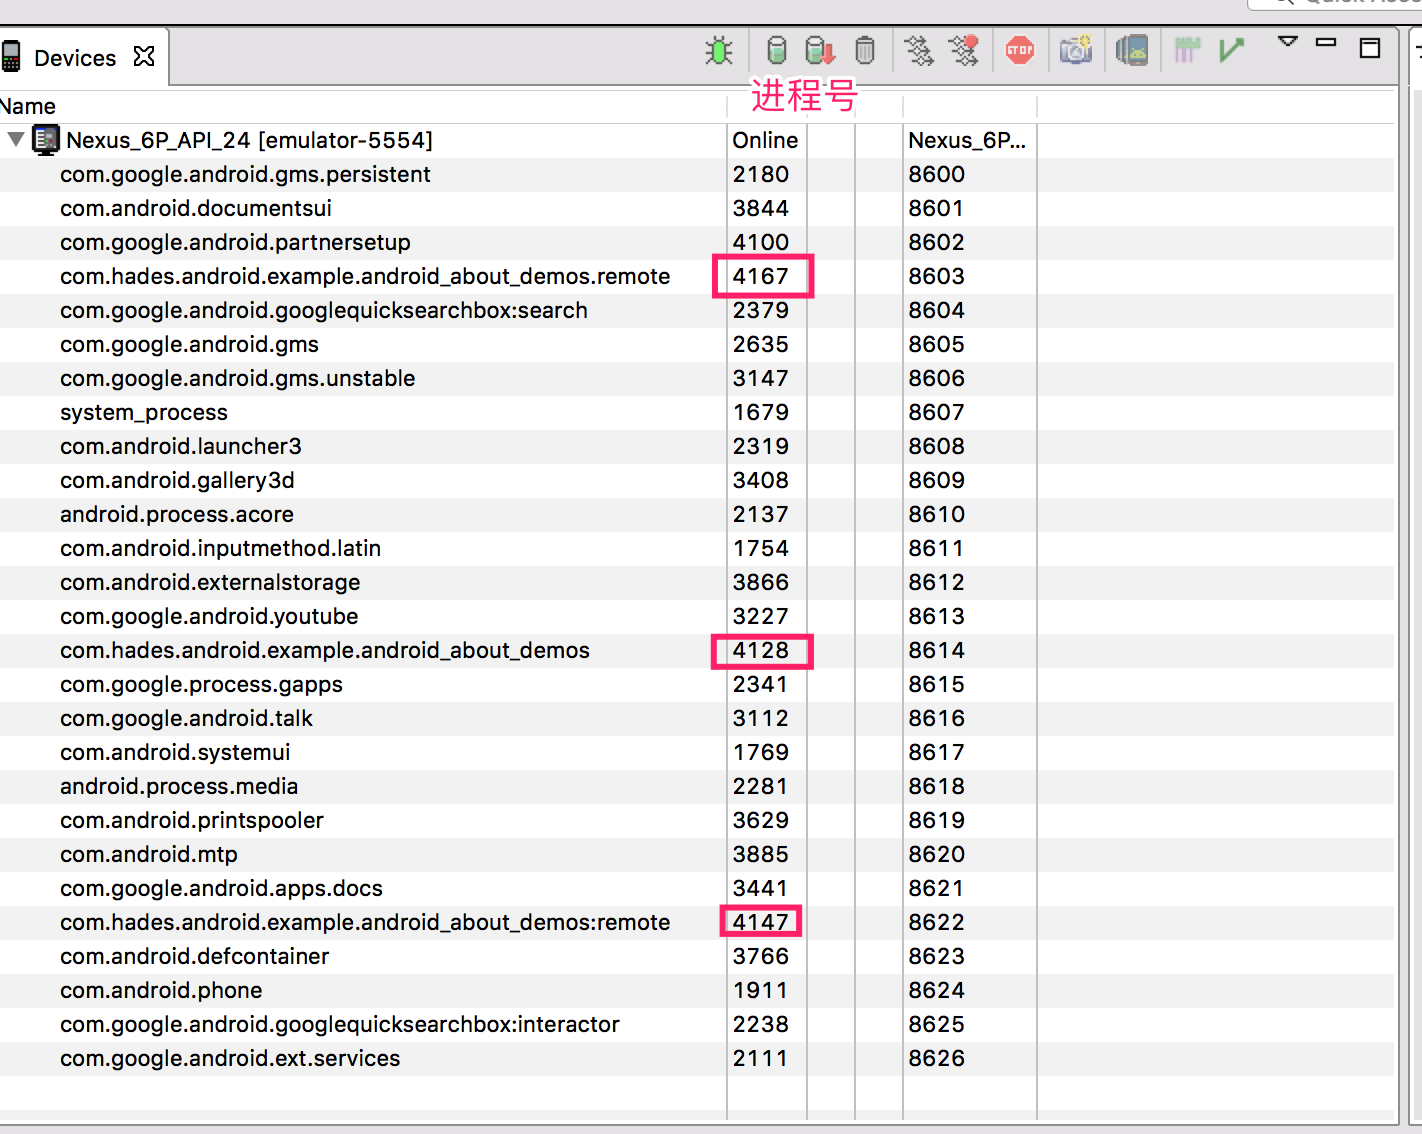 Devices
STOP
进程号
Name
Nexus_6P_API_24 [emulator-5554] Online Nexus_6P...
com.google.android.gms.persistent 2180 8600
com.android.documentsui 3844 8601
com.google.android.partnersetup 4100 8602
com.hades.android.example.android_about_demos.remote 4167 8603
com.google.android.googlequicksearchbox:search 2379 8604
com.google.android.gms 2635 8605
com.google.android.gms.unstable 3147 8606
system_process 1679 8607
com.android.launcher3 2319 8608
com.android.gallery3d 3408 8609
android.process.acore 2137 8610
com.android.inputmethod.latin 1754 8611
com.android.externalstorage 3866 8612
com.google.android.youtube 3227 8613
com.hades.android.example.android_about_demos 4128 8614
com.google.process.gapps 2341 8615
com.google.android.talk 3112 8616
com.android.systemui 1769 8617
android.process.media 2281 8618
com.android.printspooler 3629 8619
com.android.mtp 3885 8620
com.google.android.apps.docs 3441 8621
com.hades.android.example.android_about_demos:remote 4147 8622
com.android.defcontainer 3766 8623
com.android.phone 1911 8624
com.google.android.googlequicksearchbox:interactor 2238 8625
com.google.android.ext.services 2111 8626